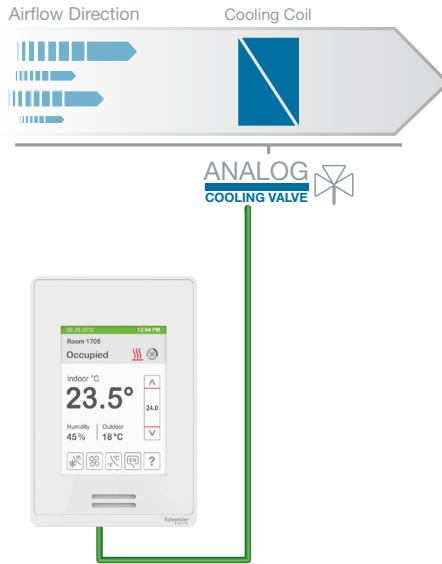 Airflow Direction
Cooling Coil
ANALOG
COOLING VALVE
12:54 PM
Room 1705
Occupied
Indoor °C
23.5°
24.0
Humidity
Outdoor
45%
18°C
°C
°F
EN
?
Schneider